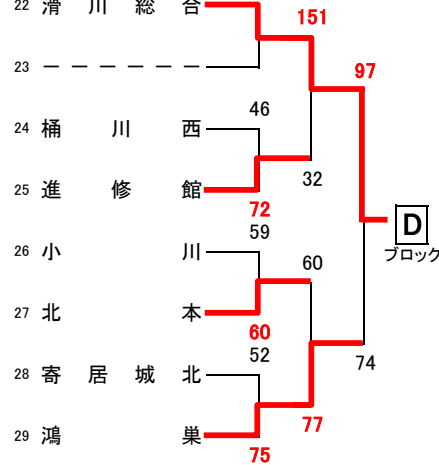 22 滑川総合
151
97
23 ー ー ー ー ー ー ー
46
24 桶川西
32
25 進修館
72
D
ブロック
59
26 小川
60
27 北本
60
52
74
28 寄居城北
77
29 鴻巣
75